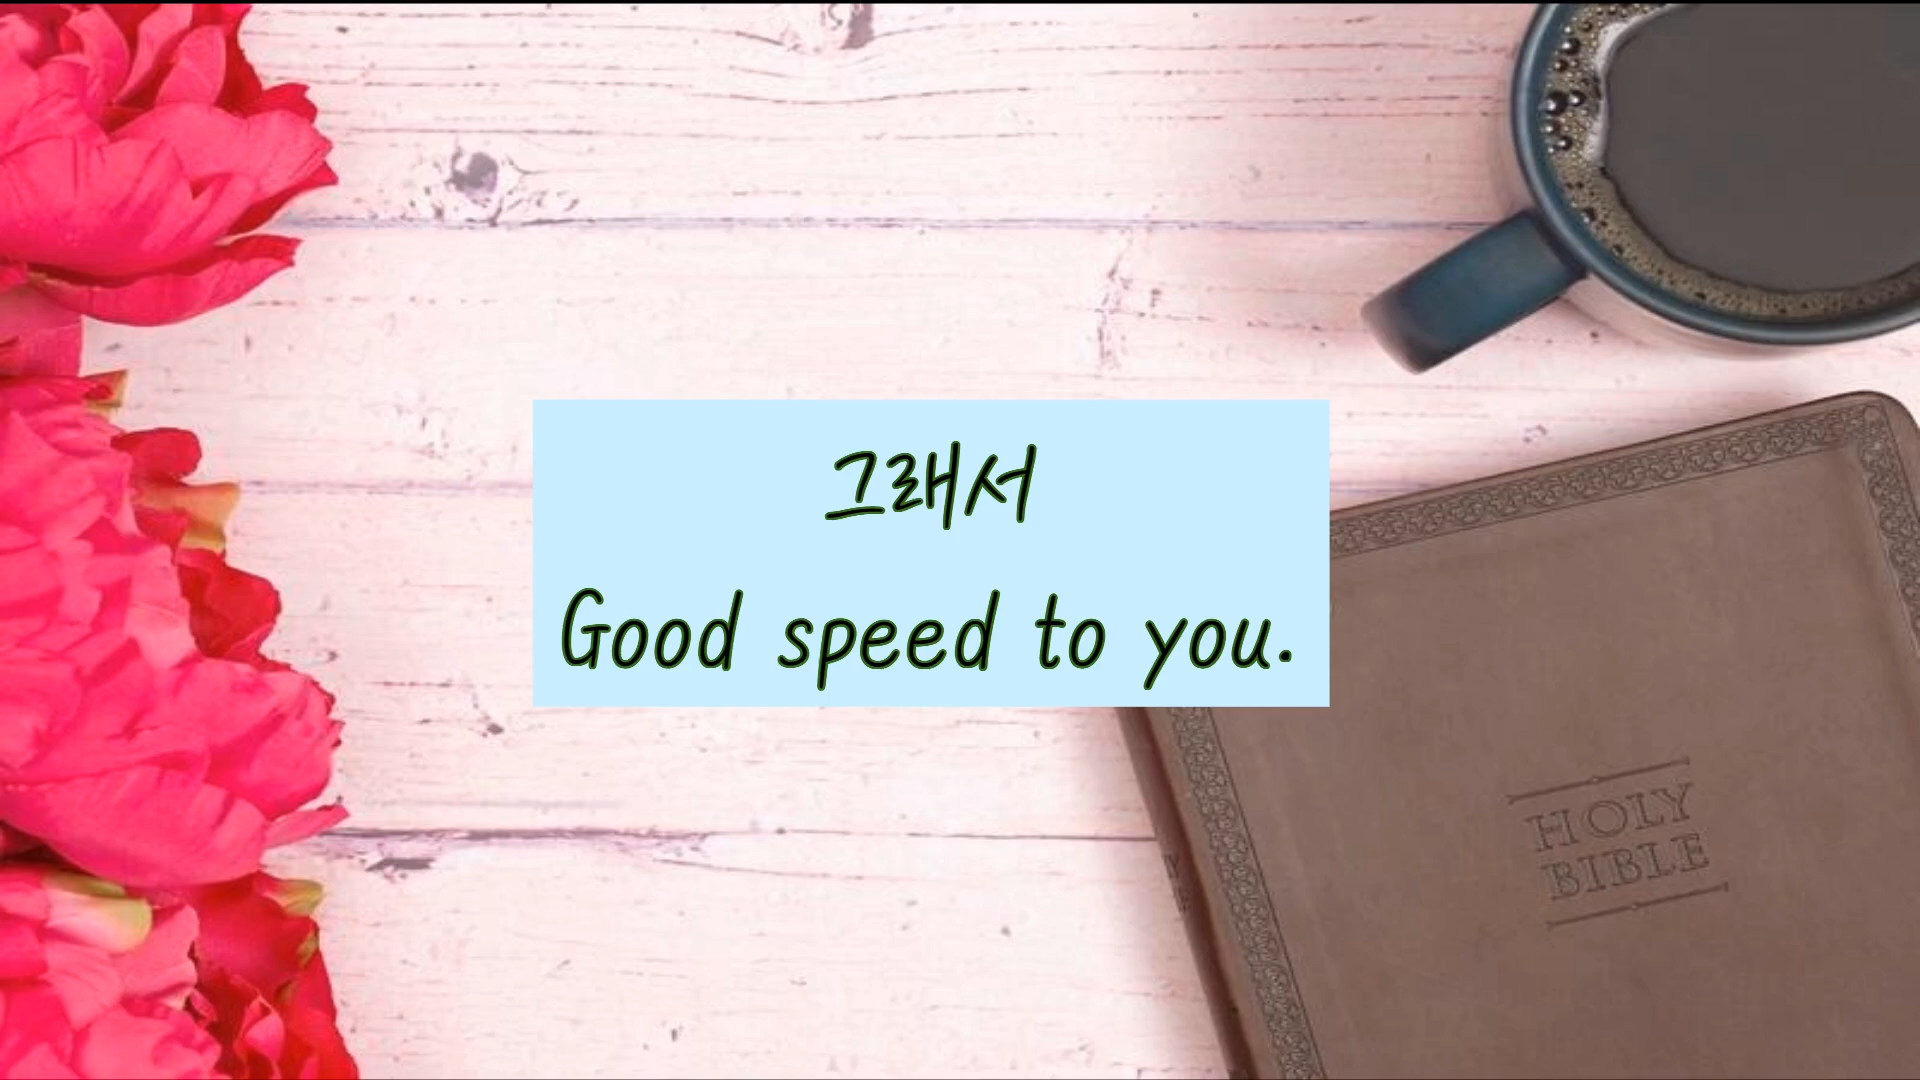 그래서
Good speed to you.
HOLY
BIBLE